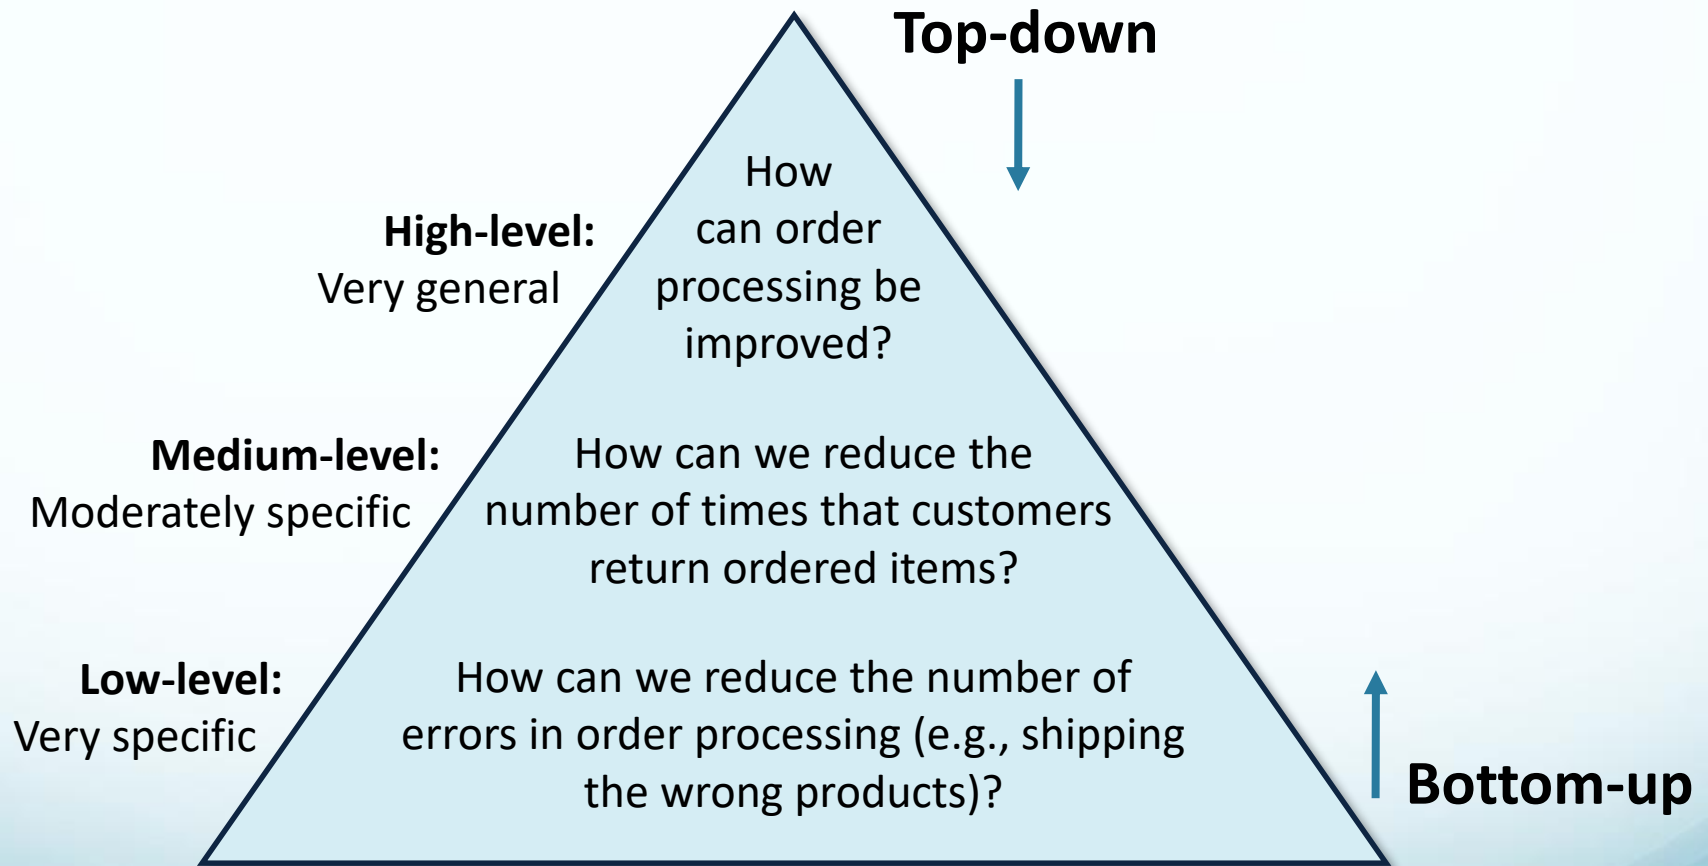 Top-down
How
can order
processing be
improved?
High-level:
Very general
Medium-level:
Moderately specific
How can we reduce the
number of times that customers
return ordered items?
Low-level:
Very specific
How can we reduce the number of
errors in order processing (e.g., shipping
the wrong products)?
Bottom-up